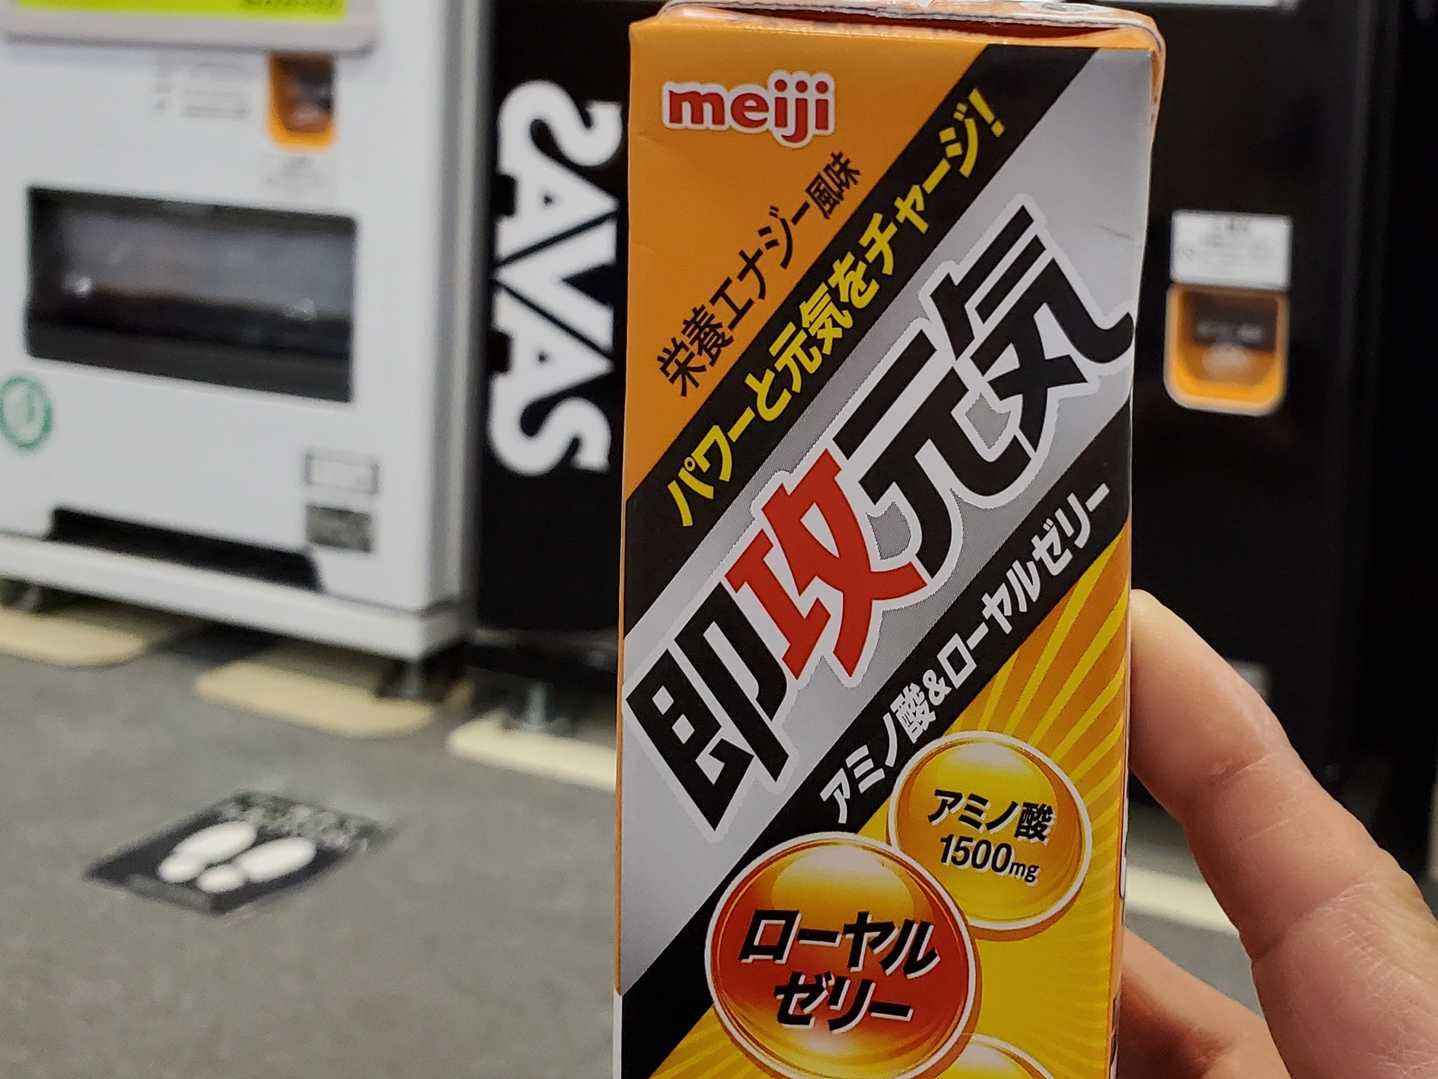 meiji
栄養エナジー風味
パワーと元気をチャージ!
即攻元気
アミノ酸&ローヤルゼリー
アミノ酸
1500mg
ローヤル
ゼリー
SAVAS